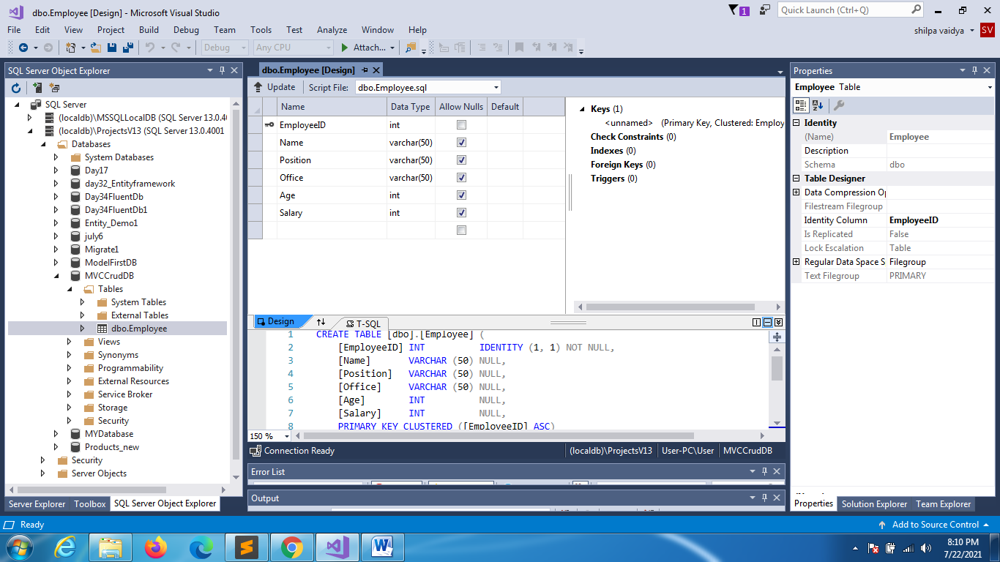 dbo.Employee [Design] - Microsoft Visual Studio
1
Quick Launch (Ctrl+Q)
File Edit View Project Build Debug Team Tools Test Analyze Window Help
shilpa vaidya SV
Debug Any CPU Attach...
SQL Server Object Explorer
SQL Server
(localdb)\MSSQLLocalDB (SQL Server 13.0.4(
(localdb)\ProjectsV13 (SQL Server 13.0.4001
Databases
System Databases
Day17
day32_Entityframework
Day34FluentDb
Day34FluentDb1
Entity_Demo1
july6
Migrate1
ModelFirstDB
MVCCrudDB
Tables
System Tables
External Tables
dbo.Employee
Views
Synonyms
Programmability
External Resources
Service Broker
Storage
Security
MYDatabase
Products_new
Security
Server Objects
Server Explorer Toolbox SQL Server Object Explorer
dbo.Employee [Design]
Update Script File: dbo.Employee.sql
Name Data Type Allow Nulls Default
EmployeeID int
Name varchar(50)
Position varchar(50)
Office varchar(50)
Age int
Salary int
Keys (1)
<unnamed> (Primary Key, Clustered: Employ
Check Constraints (0)
Indexes (0)
Foreign Keys (0)
Triggers (0)
Design T-SQL
1 CREATE TABLE [dbo].[Employee] (
2 [EmployeeID] INT IDENTITY (1, 1) NOT NULL,
3 [Name] VARCHAR (50) NULL,
4 [Position] VARCHAR (50) NULL,
5 [Office] VARCHAR (50) NULL,
6 [Age] INT NULL,
7 [Salary] INT NULL,
8 PRIMARY KEY CLUSTERED ([EmployeeID] ASC)
150 %
Connection Ready (localdb)\ProjectsV13 User-PC\User MVCCrudDB
Error List
Output
Properties
Employee Table
Identity
(Name) Employee
Description
Schema dbo
Table Designer
Data Compression Op
Filestream Filegroup
Identity Column EmployeeID
Is Replicated False
Lock Escalation Table
Regular Data Space S Filegroup
Text Filegroup PRIMARY
Properties Solution Explorer Team Explorer
Ready
Add to Source Control
8:10 PM
7/22/2021